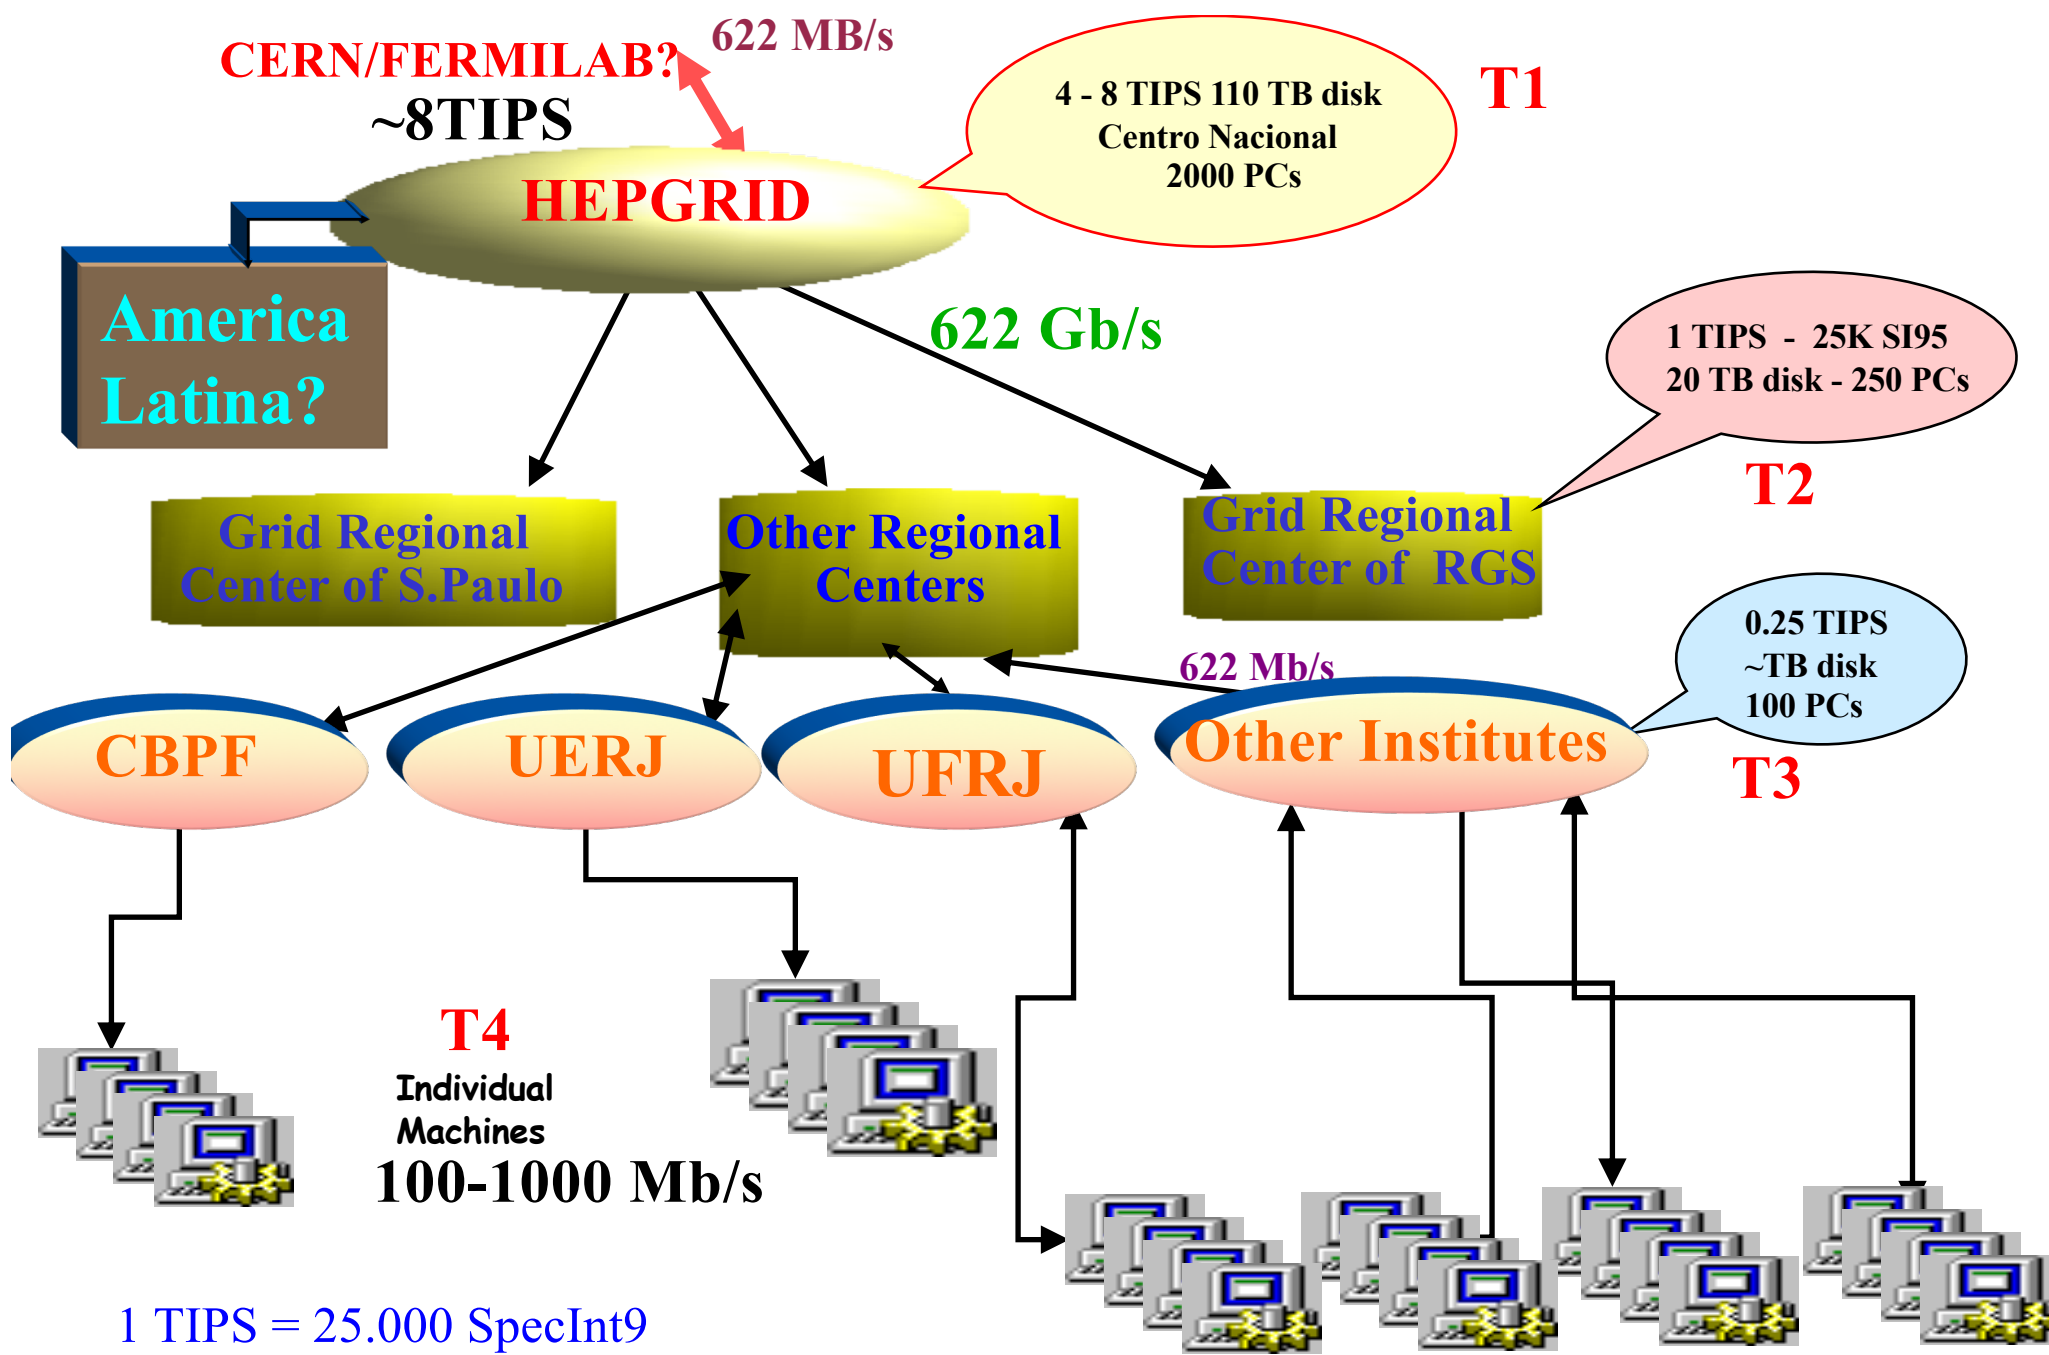 622 MB/s
CERN/FERMILAB?
~8TIPS
4 - 8 TIPS 110 TB disk
Centro Nacional
2000 PCs
T1
HEPGRID
America
Latina?
622 Gb/s
1 TIPS - 25K SI95
20 TB disk - 250 PCs
T2
Grid Regional
Center of S.Paulo
Other Regional
Centers
Grid Regional
Center of RGS
0.25 TIPS
~TB disk
100 PCs
622 Mb/s
CBPF
UERJ
UFRJ
Other Institutes
T3
T4
Individual
Machines
100-1000 Mb/s
1 TIPS = 25.000 SpecInt9